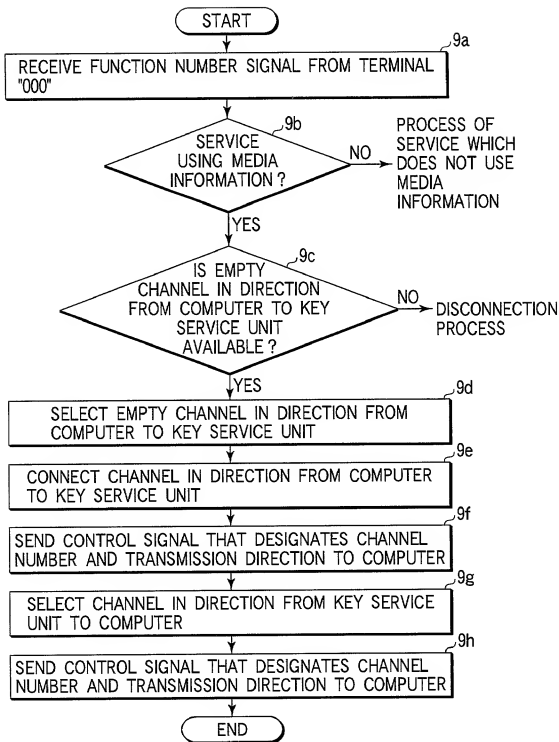 START
9a
RECEIVE FUNCTION NUMBER SIGNAL FROM TERMINAL
"000"
9b
SERVICE
USING MEDIA
INFORMATION?
NO
PROCESS OF
SERVICE WHICH
DOES NOT USE
MEDIA
INFORMATION
YES
9c
IS EMPTY
CHANNEL IN DIRECTION
FROM COMPUTER TO KEY
SERVICE UNIT
AVAILABLE?
NO
DISCONNECTION
PROCESS
YES
9d
SELECT EMPTY CHANNEL IN DIRECTION FROM
COMPUTER TO KEY SERVICE UNIT
9e
CONNECT CHANNEL IN DIRECTION FROM COMPUTER
TO KEY SERVICE UNIT
9f
SEND CONTROL SIGNAL THAT DESIGNATES CHANNEL
NUMBER AND TRANSMISSION DIRECTION TO COMPUTER
9g
SELECT CHANNEL IN DIRECTION FROM KEY SERVICE
UNIT TO COMPUTER
9h
SEND CONTROL SIGNAL THAT DESIGNATES CHANNEL
NUMBER AND TRANSMISSION DIRECTION TO COMPUTER
END